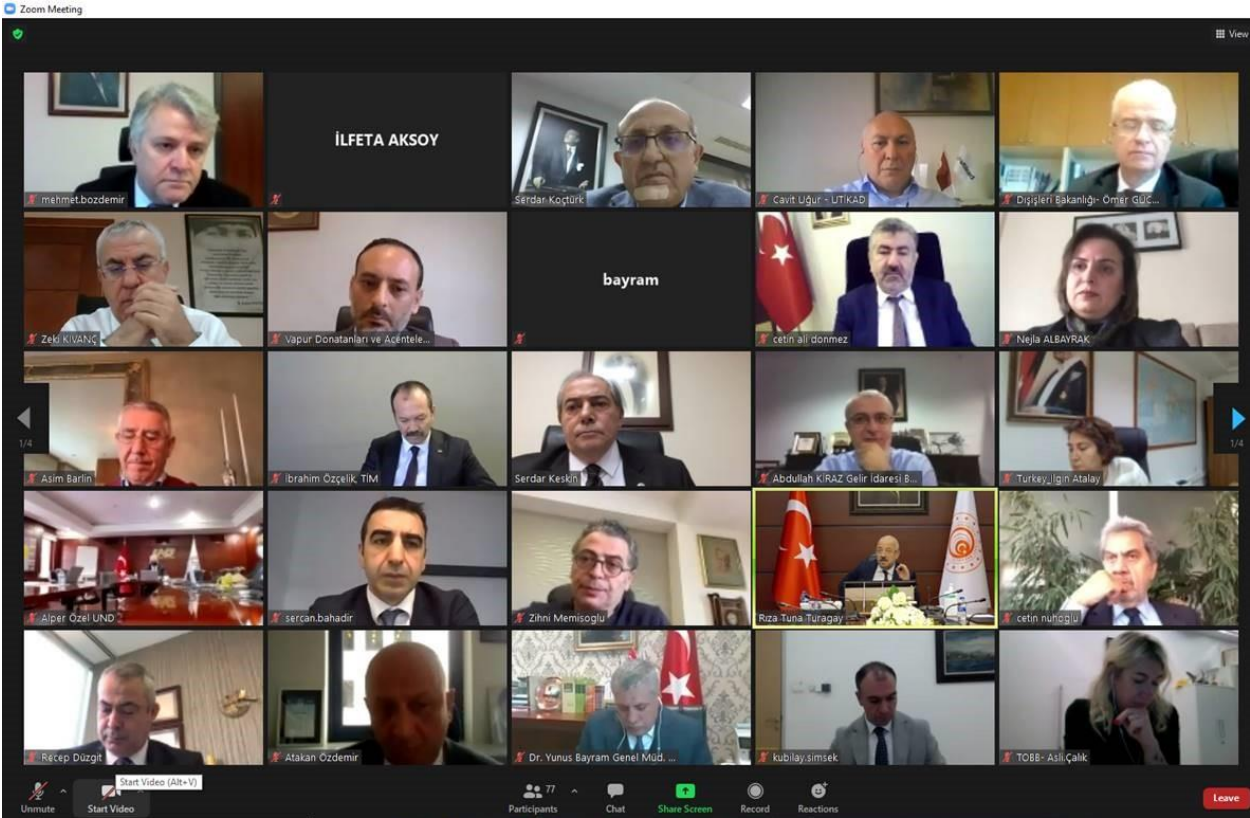 Zoom Meeting
View
mehmet.bozdemir
İLFETA AKSOY
Serdar Koçtürk
Cavit Uğur - UTİKAD
Dışişleri Bakanlığı- Ömer GÜC...
Zeki KIVANÇ
Vapur Donatanları ve Acentele...
bayram
cetin ali donmez
Nejla ALBAYRAK
Asim Barlin
İbrahim Özçelik, TİM
Serdar Keskin
Abdullah KİRAZ Gelir İdaresi B...
Turkey_Ilgin Atalay
1/4
1/4
Alper Özel UND
sercan.bahadir
Zihni Memisoglu
Rıza Tuna Turagay
cetin nuhoglu
Recep Düzgit
Atakan Özdemir
Dr. Yunus Bayram Genel Müd. ...
kubilay.simsek
TOBB- Asli.Çalık
Start Video (Alt+V)
Unmute
Start Video
77
Participants
Chat
Share Screen
Record
Reactions
Leave